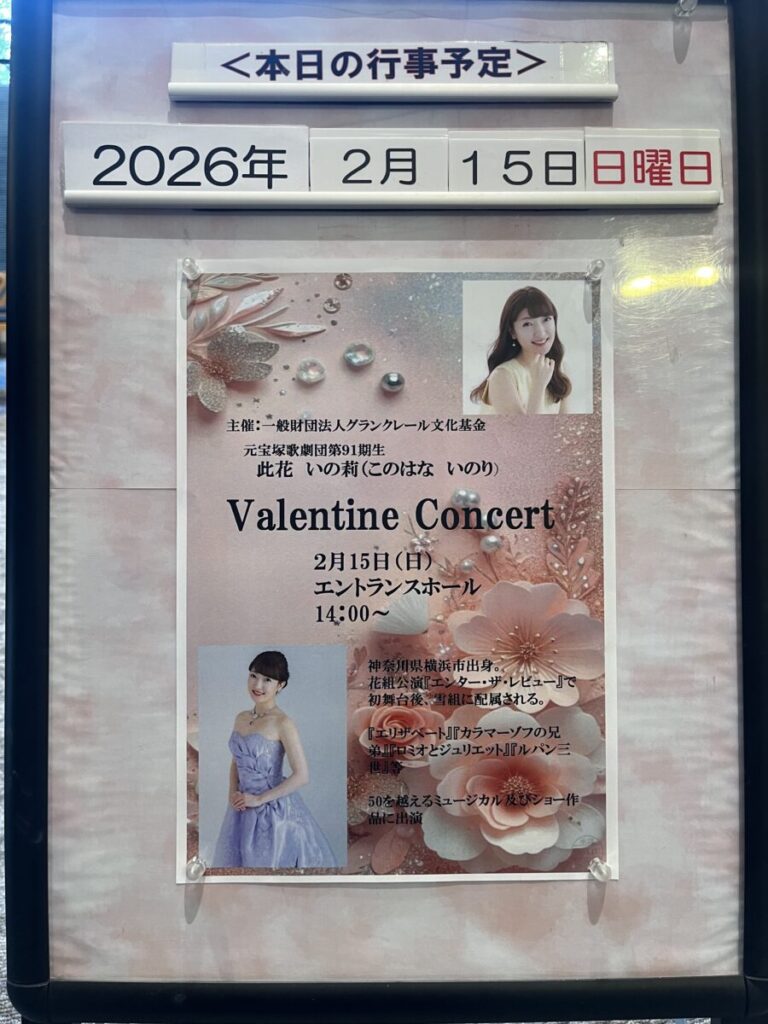 ＜本日の行事予定＞
2026年 2月 15日 日曜日
主催：一般財団法人グランクレール文化基金
元宝塚歌劇団第91期生
此花 いの莉（このはな いのり）
Valentine Concert
2月15日（日）
エントランスホール
14：00～
神奈川県横浜市出身。
花組公演『エンター・ザ・レビュー』で
初舞台後、雪組に配属される。
『エリザベート』『カラマーゾフの兄
弟』『ロミオとジュリエット』『ルパン三
世』等
50を越えるミュージカル及びショー作
品に出演